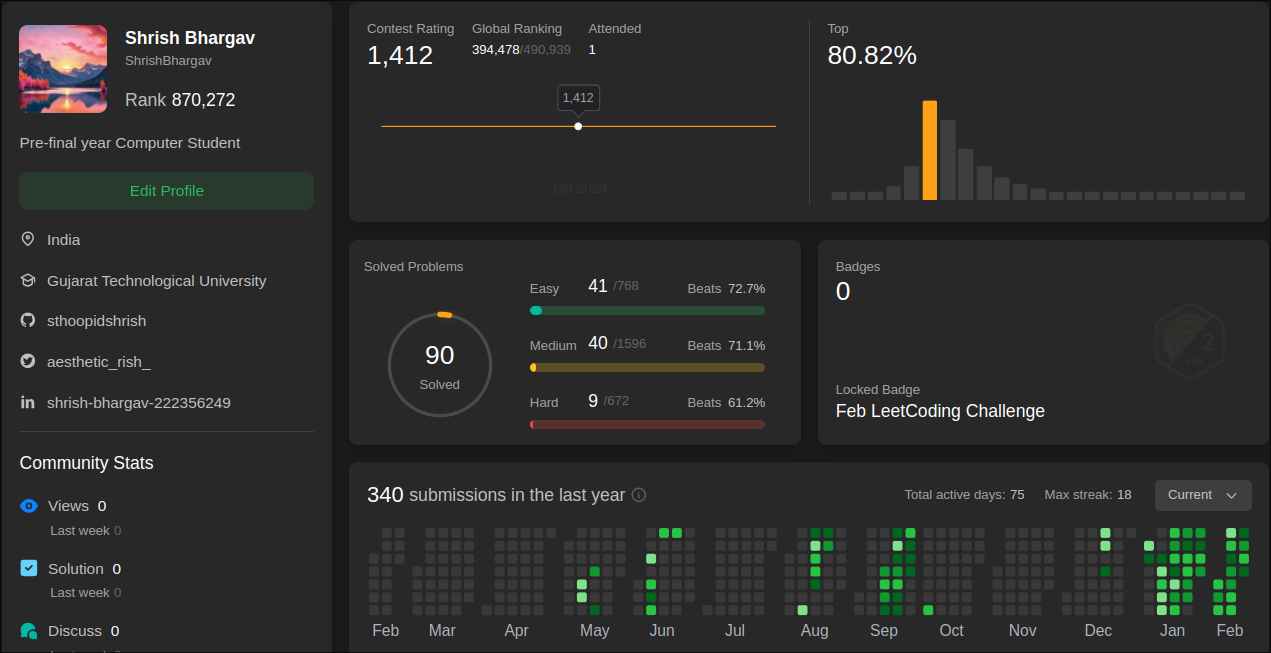 Shrish Bhargav
ShrishBhargav
Rank 870,272
Pre-final year Computer Student
Edit Profile
India
Gujarat Technological University
sthoopidshrish
aesthetic_rish_
shrish-bhargav-222356249
Community Stats
Views 0
Last week 0
Solution 0
Last week 0
Discuss 0
Contest Rating
1,412
Global Ranking
394,478/490,939
Attended
1
1,412
Jan 2024
Top
80.82%
Solved Problems
90
Solved
Easy 41 /768 Beats 72.7%
Medium 40 /1596 Beats 71.1%
Hard 9 /672 Beats 61.2%
Badges
0
2
FEB
Locked Badge
Feb LeetCoding Challenge
340 submissions in the last year
Total active days: 75 Max streak: 18
Current
Feb Mar Apr May Jun Jul Aug Sep Oct Nov Dec Jan Feb